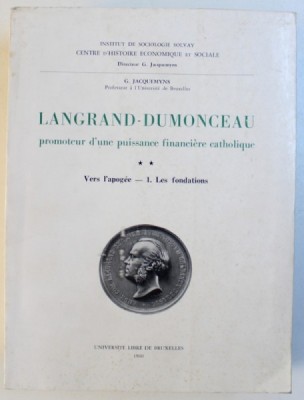 INSTITUT DE SOCIOLOGIE SOLVAY
CENTRE D'HISTOIRE ÉCONOMIQUE ET SOCIALE
Directeur G. Jacquemyns
G. JACQUEMYNS
Professeur à l'Université de Bruxelles
LANGRAND-DUMONCEAU
promoteur d'une puissance financière catholique
★ ★
Vers l'apogée — 1. Les fondations
UNIVERSITÉ LIBRE DE BRUXELLES